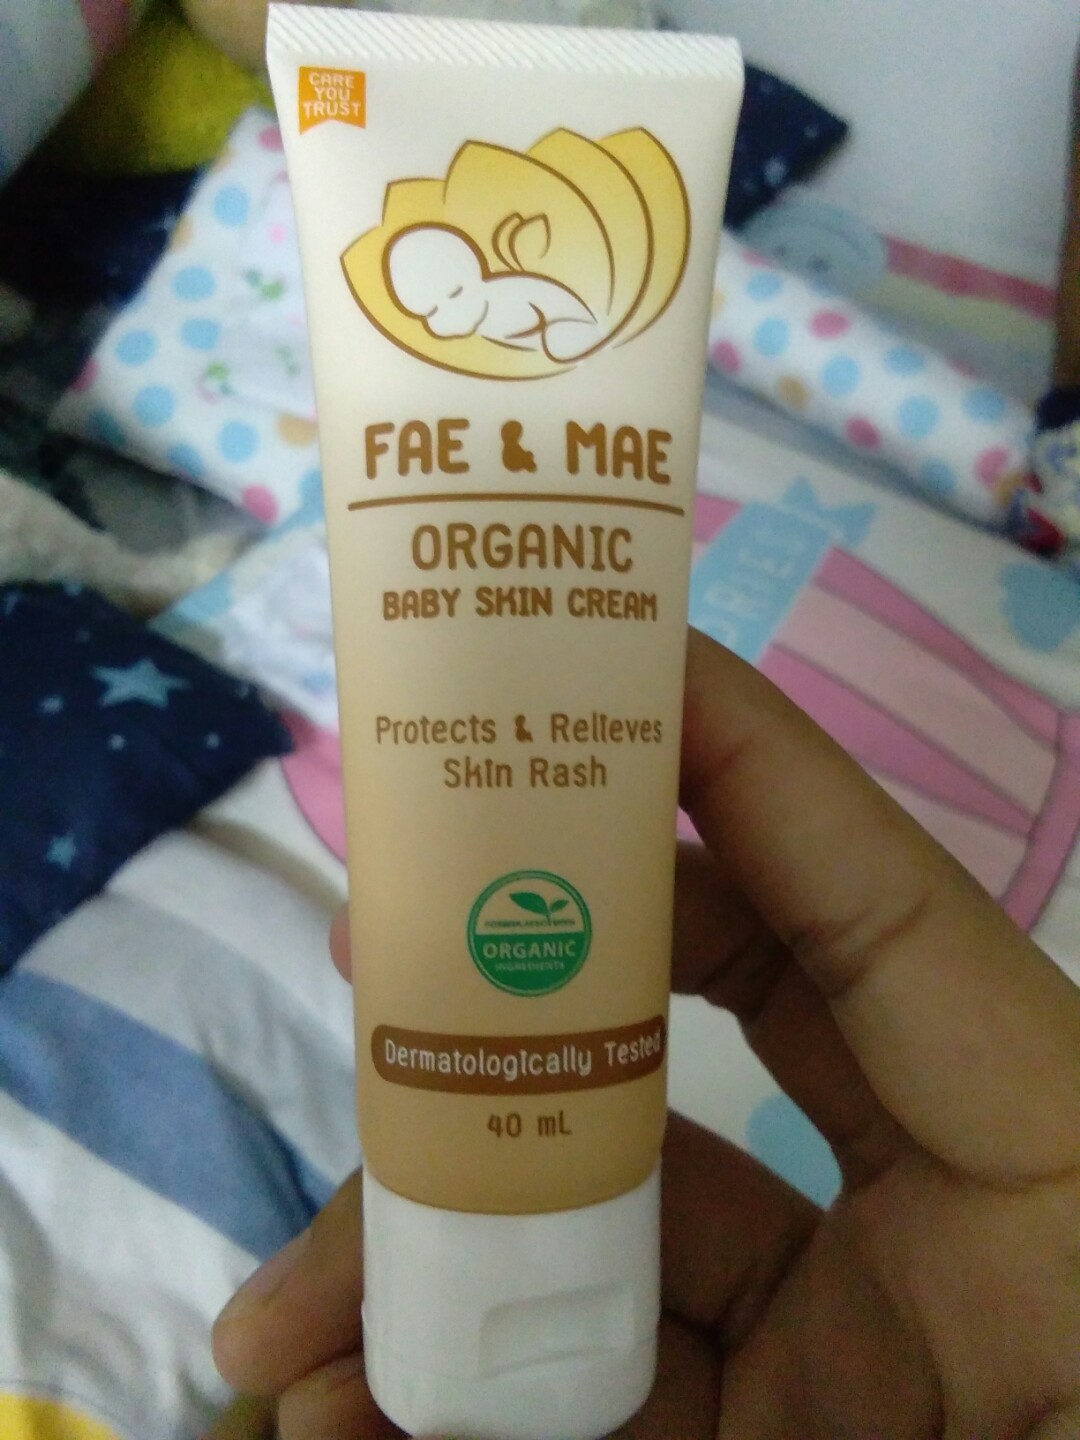 CARE
YOU
TRUST
FAE & MAE
ORGANIC
BABY SKIN CREAM
Protects & Relieves
Skin Rash
ORGANIC
INGREDIENTS
Dermatologically Tested
40 mL